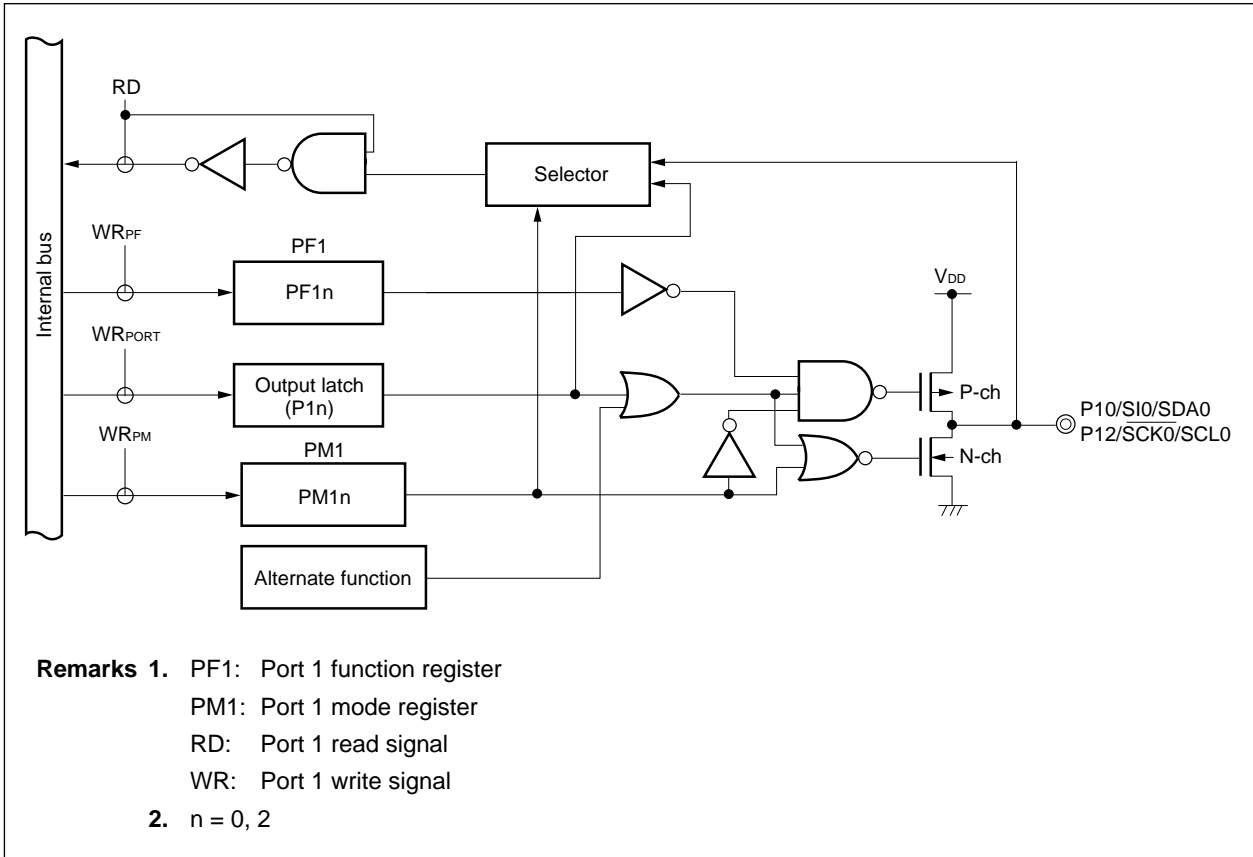 Internal bus
RD
Selector
WRPF
PF1
PF1n
VDD
WRPORT
Output latch
(P1n)
P-ch
P10/SI0/SDA0
P12/SCK0/SCL0
WRPM
PM1
PM1n
N-ch
Alternate function
Remarks 1. PF1: Port 1 function register
PM1: Port 1 mode register
RD: Port 1 read signal
WR: Port 1 write signal
2. n = 0, 2